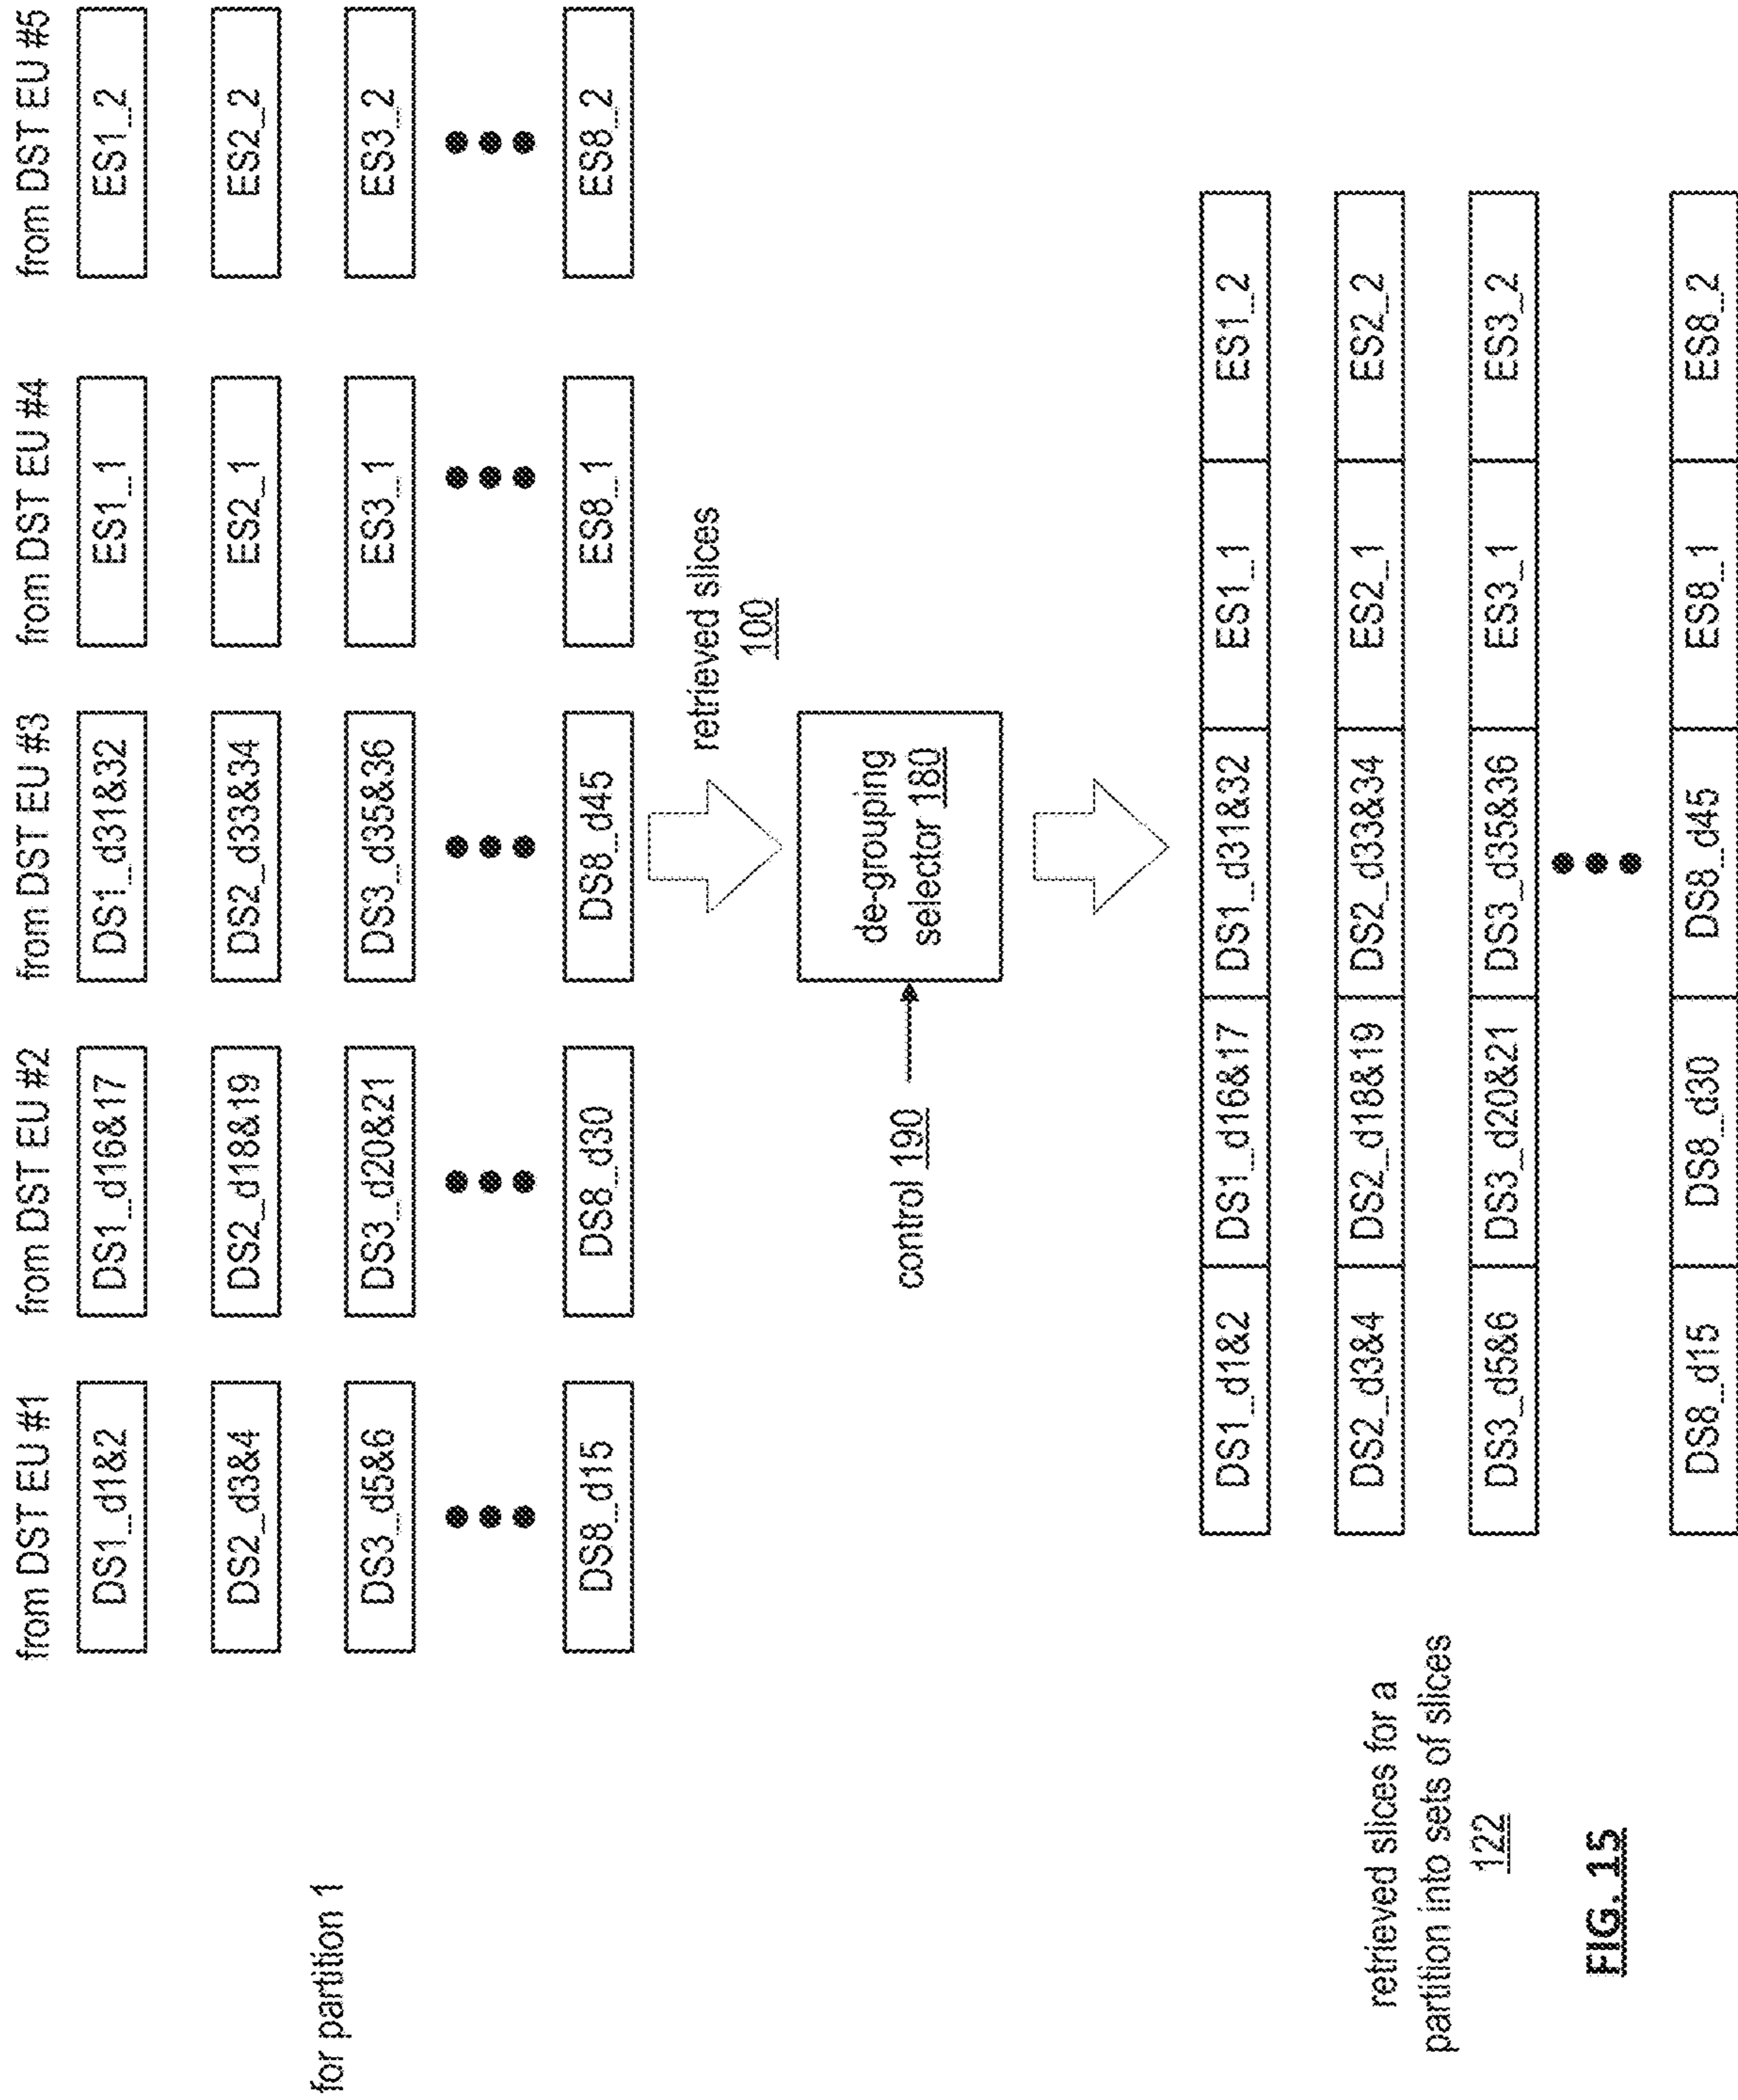 for partition 1
from DST EU #1
from DST EU #2
from DST EU #3
from DST EU #4
from DST EU #5
DS1_d1&2
DS1_d16&17
DS1_d31&32
ES1_1
ES1_2
DS2_d3&4
DS2_d18&19
DS2_d33&34
ES2_1
ES2_2
DS3_d5&6
DS3_d20&21
DS3_d35&36
ES3_1
ES3_2
DS8_d15
DS8_d30
DS8_d45
ES8_1
ES8_2
retrieved slices
100
control 190
de-grouping
selector 180
retrieved slices for a
partition into sets of slices
122
DS1_d1&2
DS1_d16&17
DS1_d31&32
ES1_1
ES1_2
DS2_d3&4
DS2_d18&19
DS2_d33&34
ES2_1
ES2_2
DS3_d5&6
DS3_d20&21
DS3_d35&36
ES3_1
ES3_2
DS8_d15
DS8_d30
DS8_d45
ES8_1
ES8_2
FIG. 15